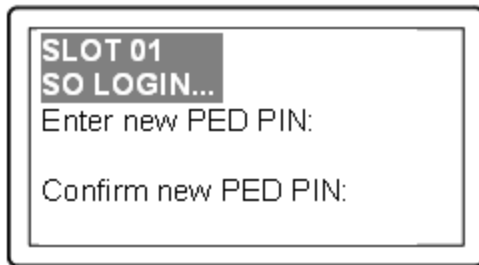 SLOT 01
SO LOGIN...
Enter new PED PIN:
Confirm new PED PIN: